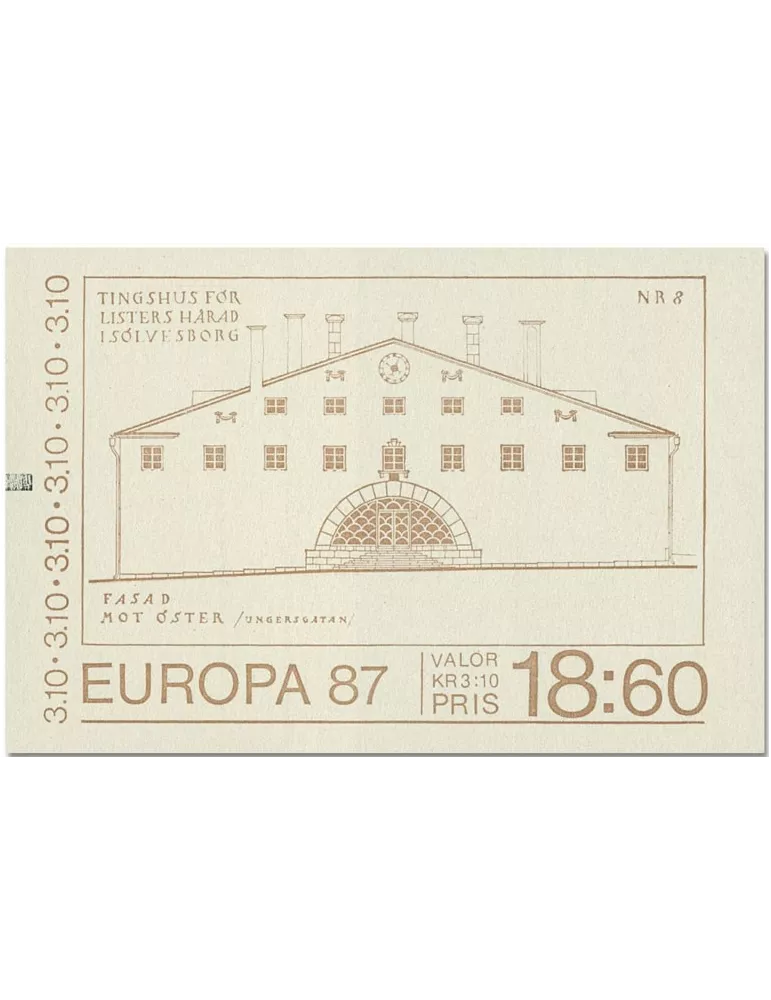 3.10 • 3.10 • 3.10 • 3.10 • 3.10 • 3.10
TINGSHUS FÖR
LISTERS HÄRAD
I SÖLVESBORG
NR 8
FASAD
MOT ÖSTER /UNGERSGATAN/
EUROPA 87
VALÖR
KR 3:10
PRIS
18:60